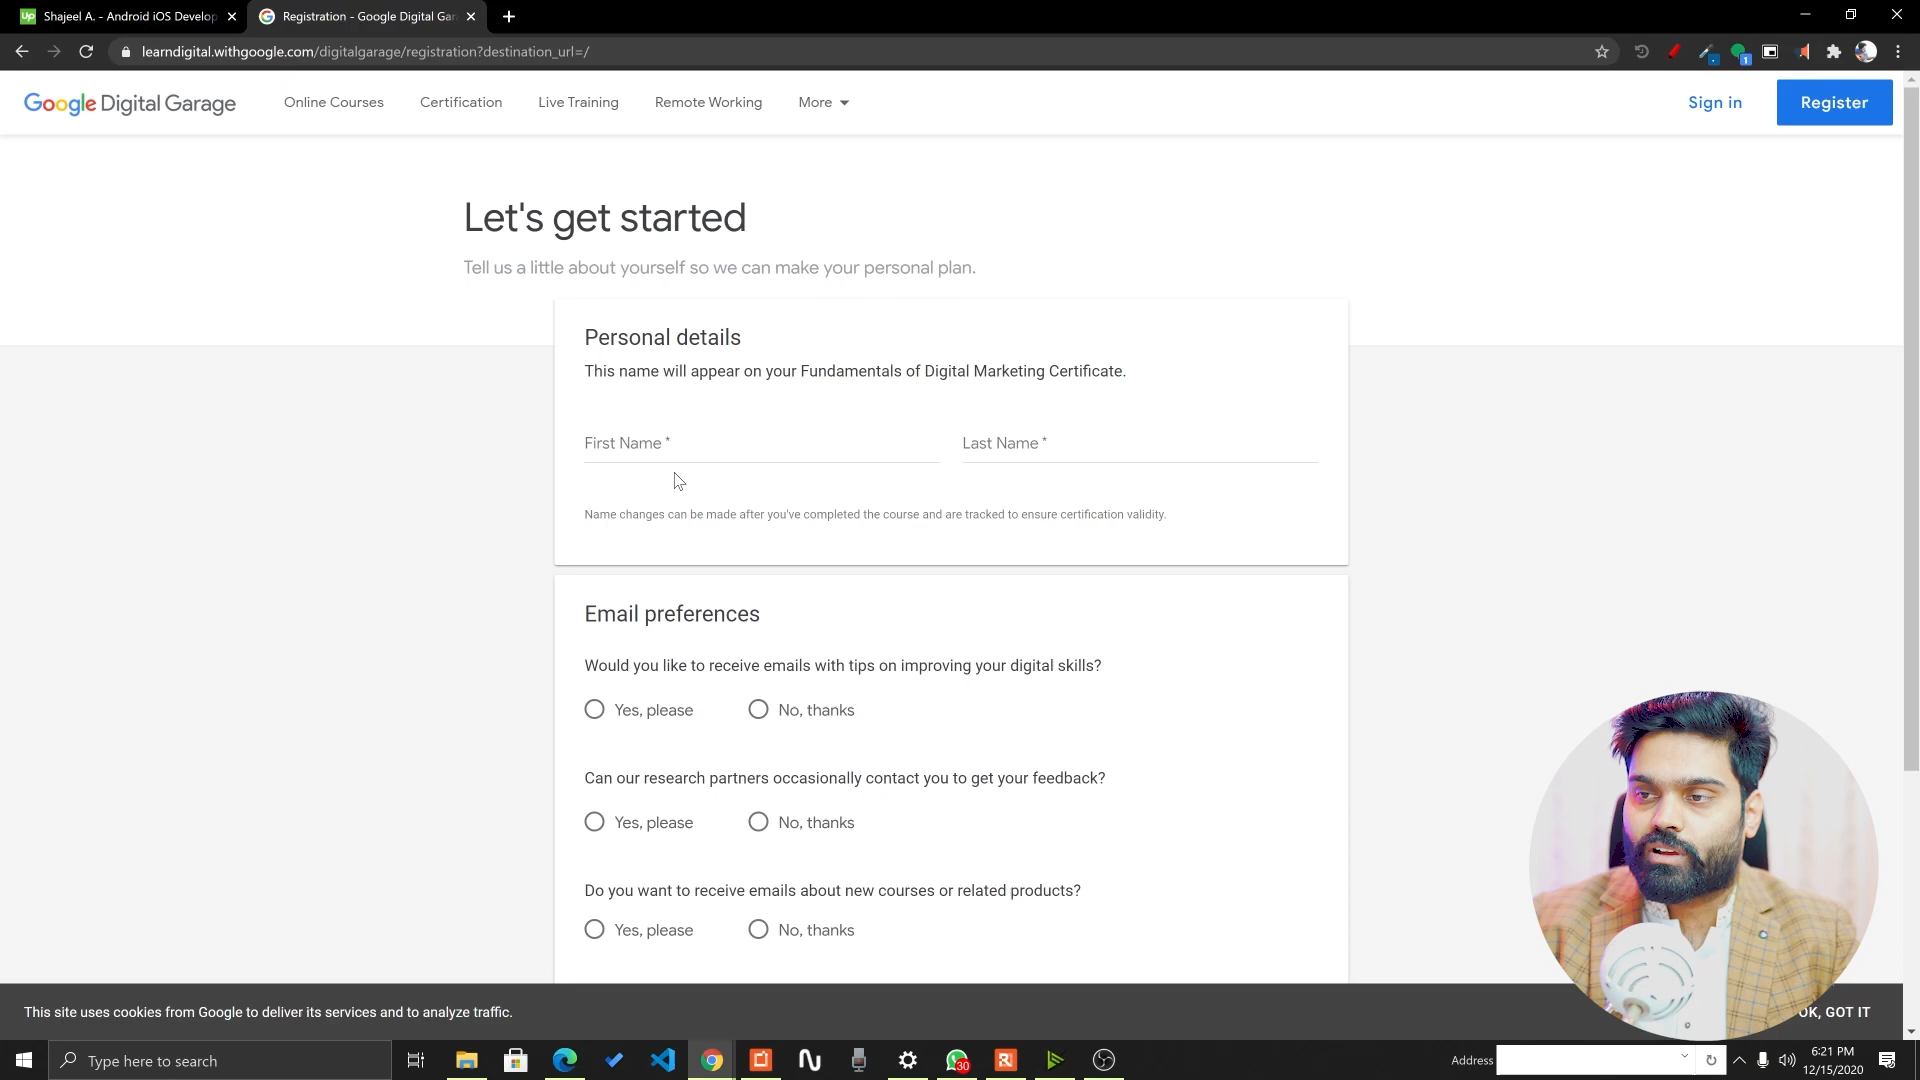 Up Shajeel A. - Android iOS Develop
Registration - Google Digital Gar
learndigital.withgoogle.com/digitalgarage/registration?destination_url=/
1
Google Digital Garage
Online Courses
Certification
Live Training
Remote Working
More
Sign in
Register
Let's get started
Tell us a little about yourself so we can make your personal plan.
Personal details
This name will appear on your Fundamentals of Digital Marketing Certificate.
First Name *
Last Name *
Name changes can be made after you've completed the course and are tracked to ensure certification validity.
Email preferences
Would you like to receive emails with tips on improving your digital skills?
Yes, please
No, thanks
Can our research partners occasionally contact you to get your feedback?
Yes, please
No, thanks
Do you want to receive emails about new courses or related products?
Yes, please
No, thanks
This site uses cookies from Google to deliver its services and to analyze traffic.
OK, GOT IT
Type here to search
30
Address
6:21 PM
12/15/2020